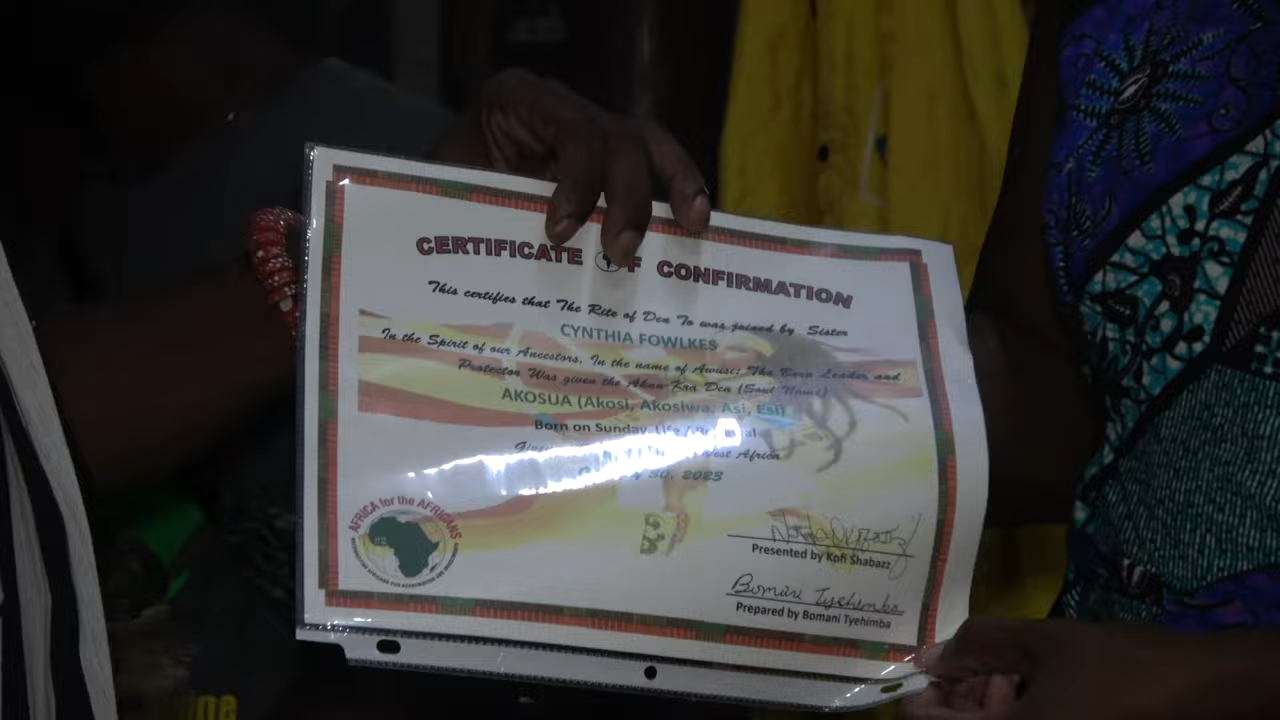 CERTIFICATE OF CONFIRMATION
This certifies that The Rite of Den To was joined by Sister
CYNTHIA FOWLKES
In the Spirit of our Ancestors, In the name of Awusi: The Born Leader and
Protector Was given the Akan Kra Den (Soul Name)
AKOSUA (Akosi, Akosiwa, Asi, Esi)
Born on Sunday, Life
West Africa
30, 2023
AFRICA for the AFRICANS
Presented by Kofi Shabazz
Bomani Tyehimba
Prepared by Bomani Tyehimba